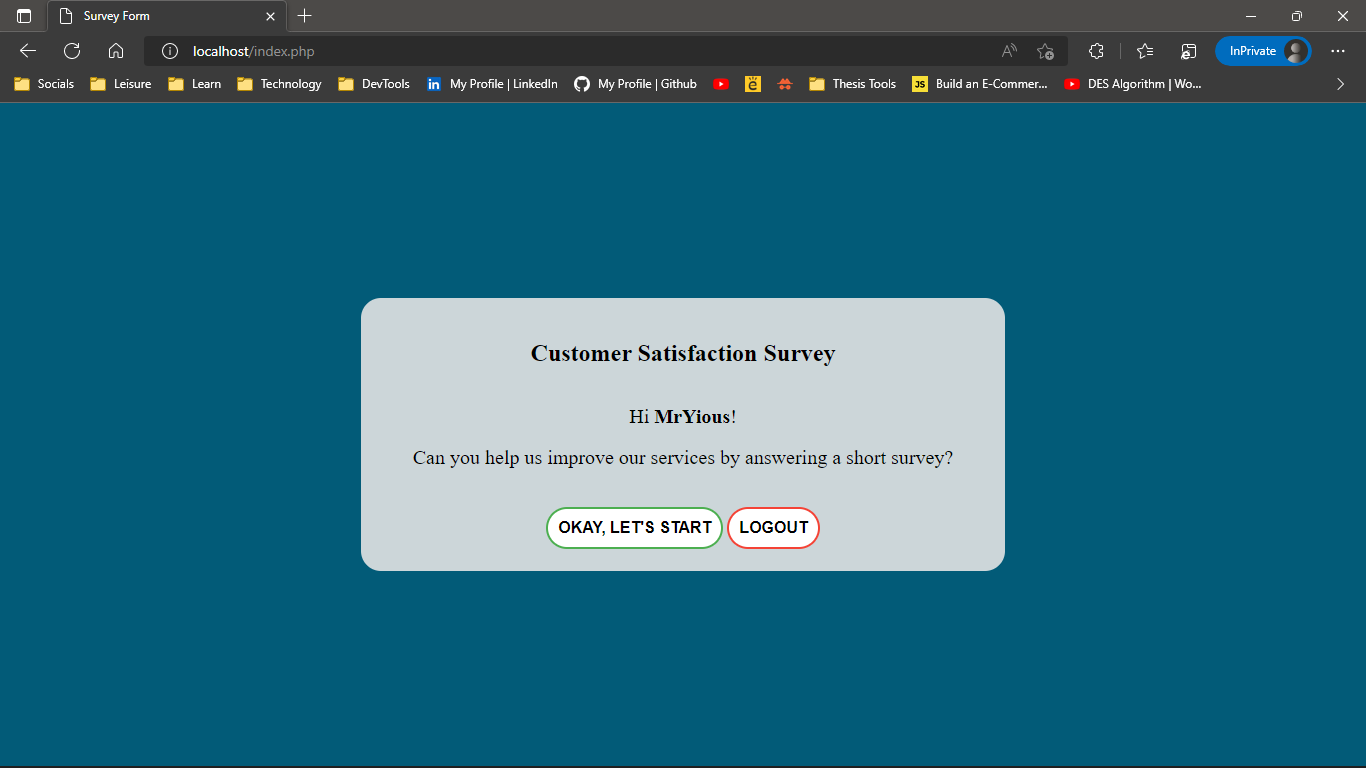 Survey Form
localhost/index.php
InPrivate
Socials Leisure Learn Technology DevTools in My Profile | LinkedIn My Profile | Github ë Thesis Tools JS Build an E-Commer... DES Algorithm | Wo...
Customer Satisfaction Survey
Hi MrYious!
Can you help us improve our services by answering a short survey?
OKAY, LET'S START LOGOUT